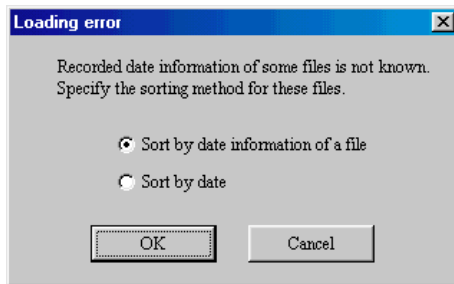 Loading error
Recorded date information of some files is not known.
Specify the sorting method for these files.
Sort by date information of a file
Sort by date
OK
Cancel